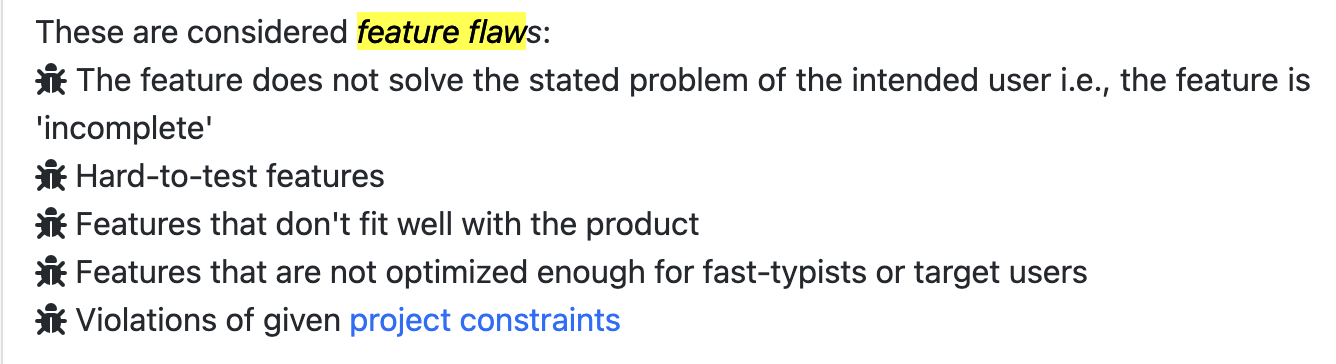 These are considered feature flaws:
The feature does not solve the stated problem of the intended user i.e., the feature is
'incomplete'
Hard-to-test features
Features that don't fit well with the product
Features that are not optimized enough for fast-typists or target users
Violations of given project constraints